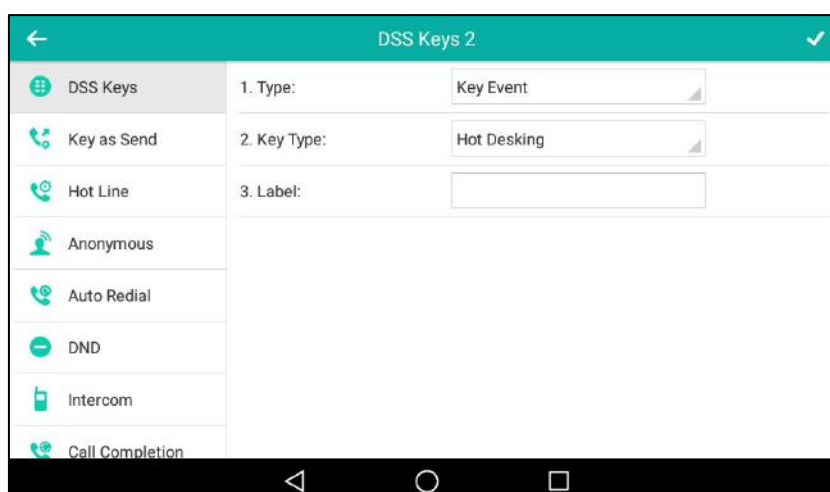 DSS Keys 2
DSS Keys
1. Type:
Key Event
Key as Send
2. Key Type:
Hot Desking
Hot Line
3. Label:
Anonymous
Auto Redial
DND
Intercom
Call Completion